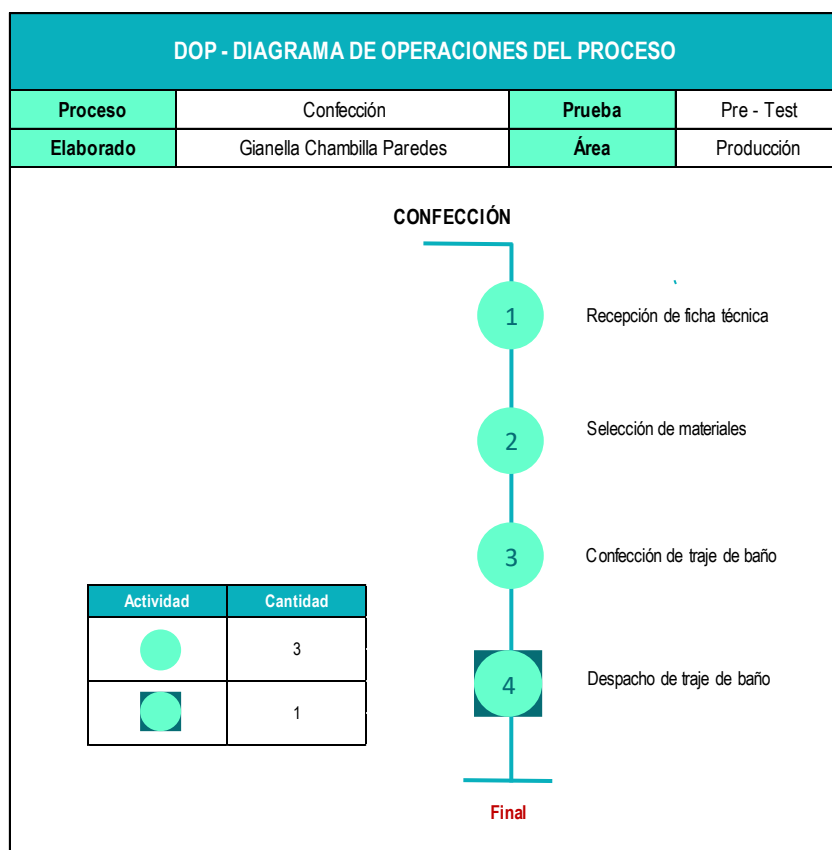 DOP - DIAGRAMA DE OPERACIONES DEL PROCESO
Proceso Confección Prueba Pre - Test
Elaborado Gianella Chambilla Paredes Área Producción
CONFECCIÓN
1 Recepción de ficha técnica
2 Selección de materiales
3 Confección de traje de baño
Actividad Cantidad
3
1
4 Despacho de traje de baño
Final